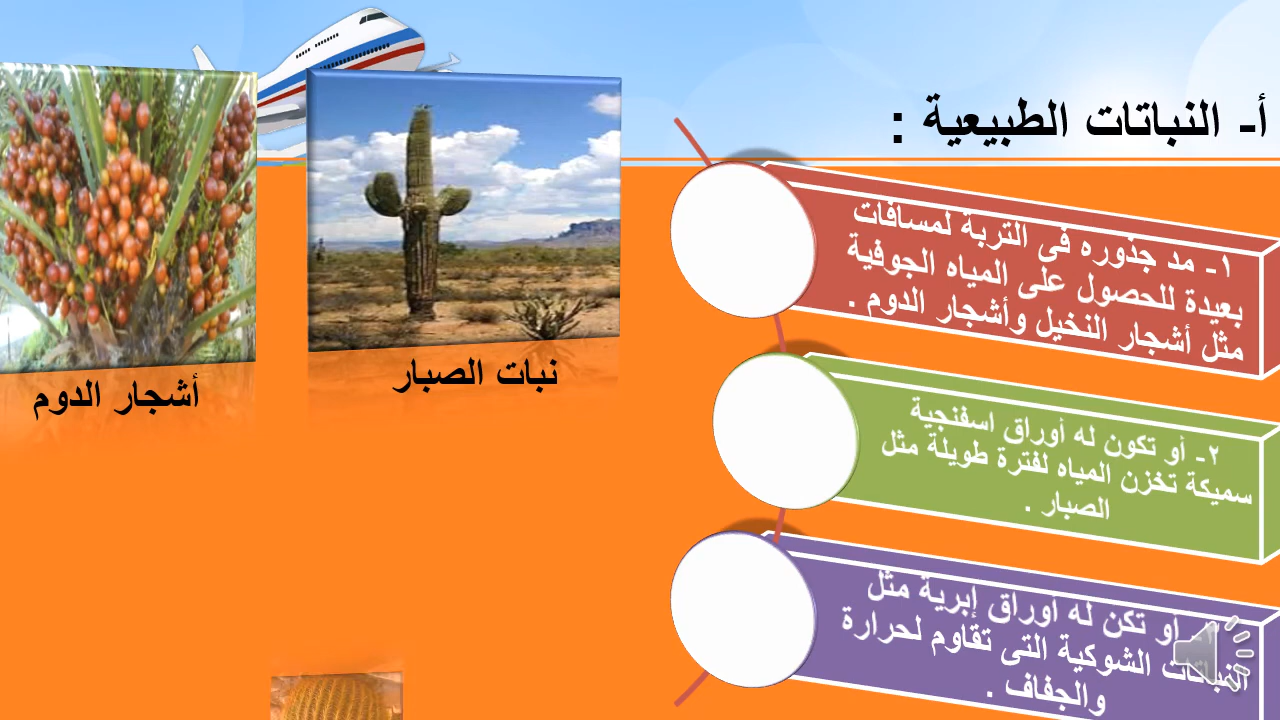 أ- النباتات الطبيعية :
١- مد جذوره فى التربة لمسافات
بعيدة للحصول على المياه الجوفية
مثل أشجار النخيل وأشجار الدوم .
٢- أو تكون له أوراق اسفنجية
سميكة تخزن المياه لفترة طويلة مثل
الصبار .
أو تكن له أوراق إبرية مثل
النباتات الشوكية التى تقاوم لحرارة
والجفاف .
نبات الصبار
أشجار الدوم